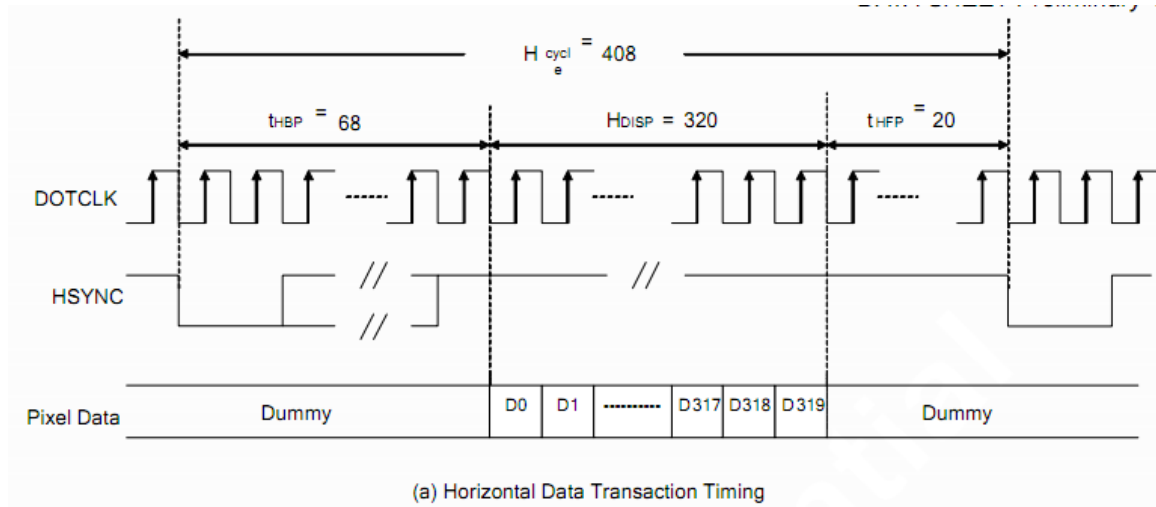 H cycl e = 408
tHBP = 68
HDISP = 320
tHFP = 20
DOTCLK
HSYNC
Pixel Data
Dummy
D0
D1
D317
D318
D319
Dummy
(a) Horizontal Data Transaction Timing